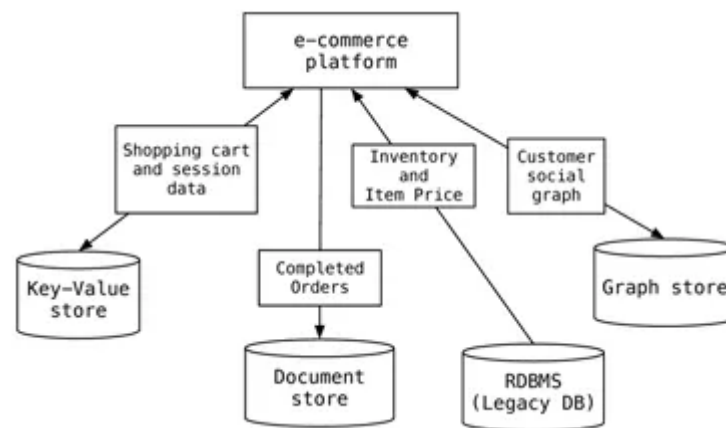 e-commerce
platform
Shopping cart
and session
data
Inventory
and
Item Price
Customer
social
graph
Completed
Orders
Key-Value
store
Document
store
RDBMS
(Legacy DB)
Graph store